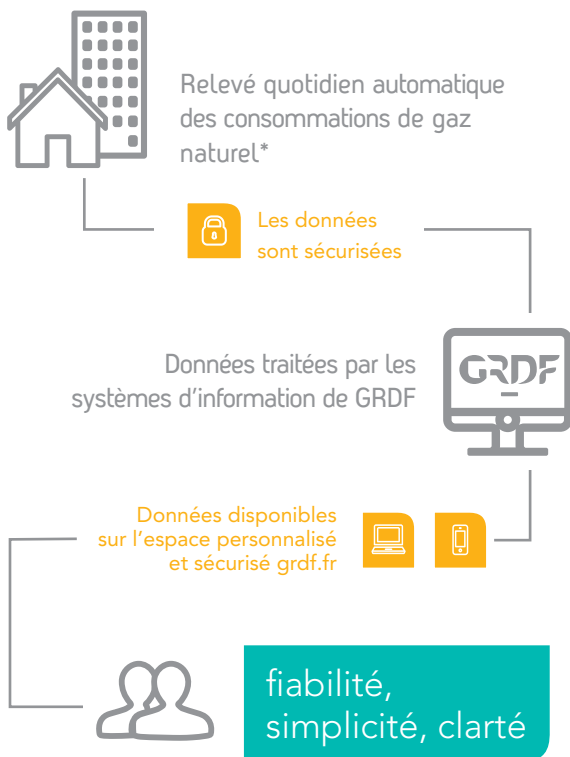 Relevé quotidien automatique
des consommations de gaz
naturel*
Les données
sont sécurisées
Données traitées par les
systèmes d'information de GRDF
GRDF
Données disponibles
sur l'espace personnalisé
et sécurisé grdf.fr
fiabilité,
simplicité, clarté